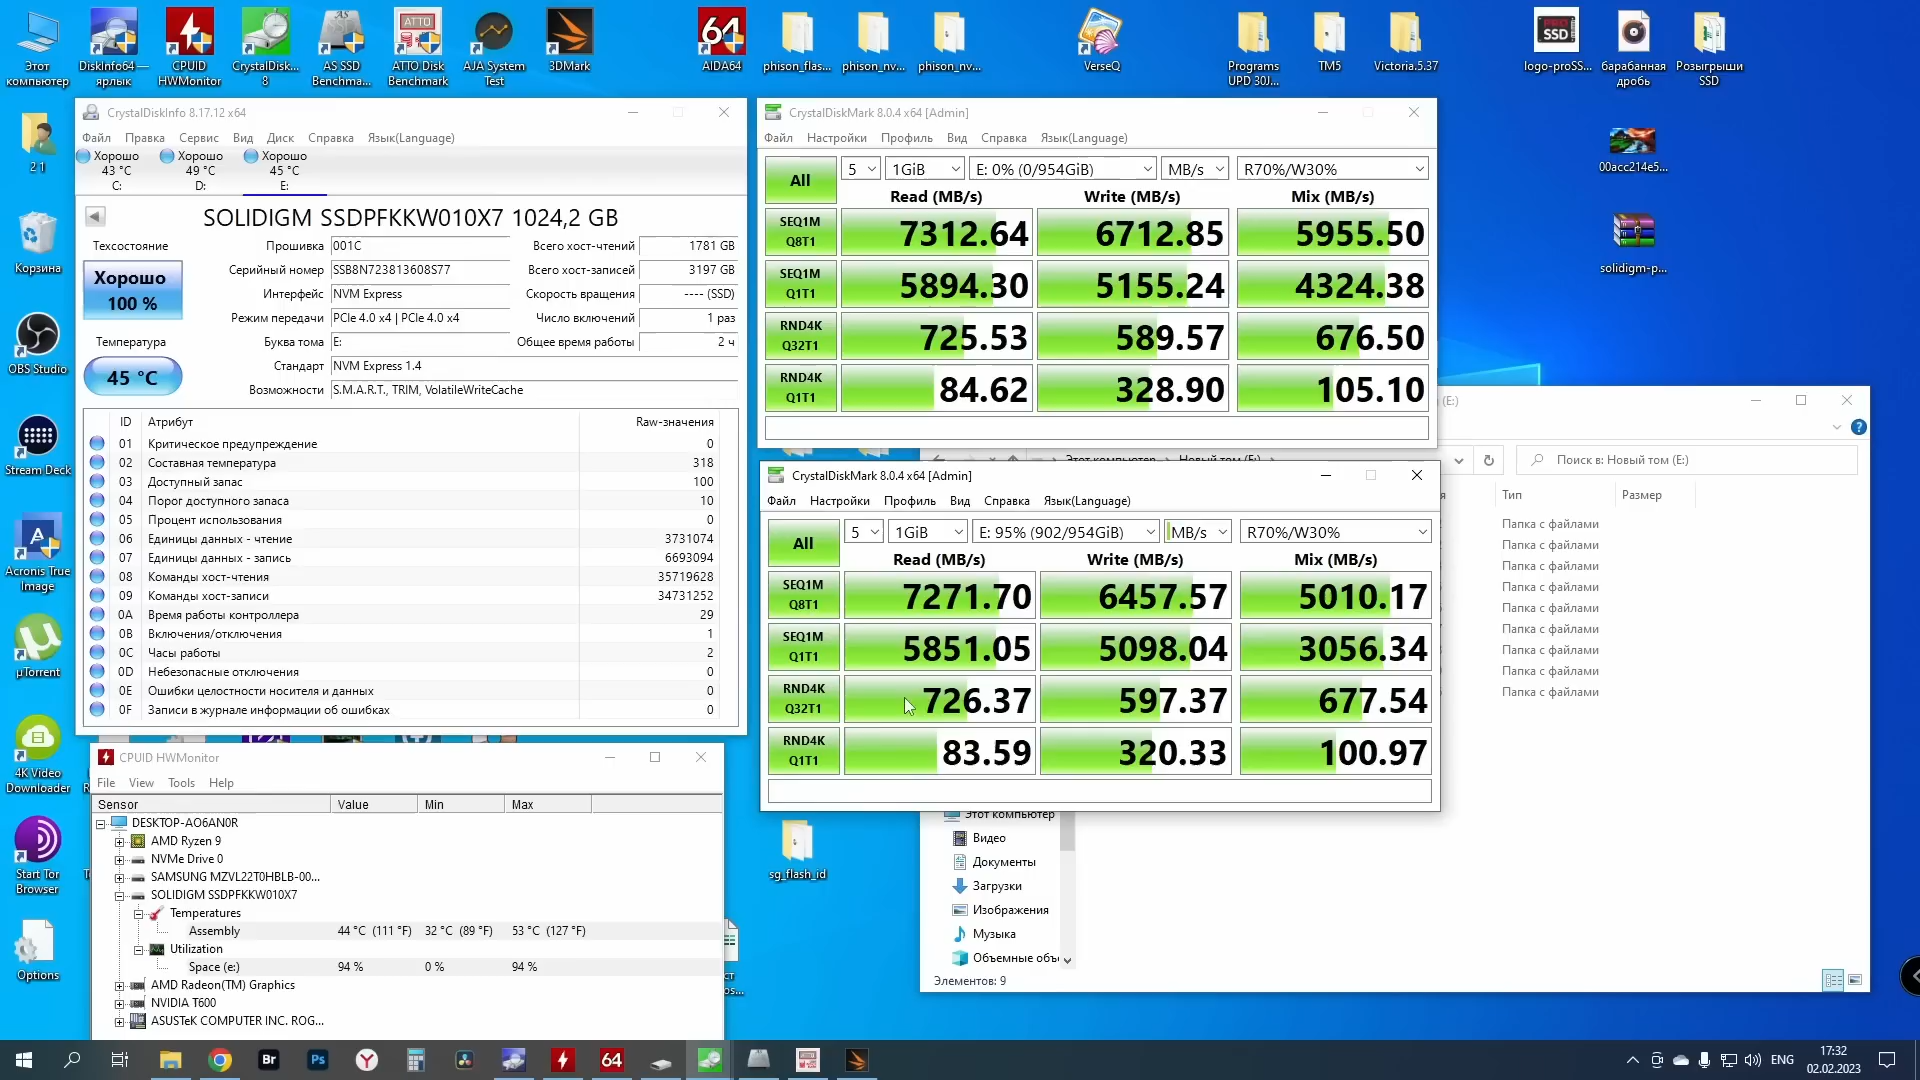 Этот компьютер
DiskInfo64 — ярлык
CPUID HWMonitor
CrystalDisk... 8
AS SSD Benchma...
ATTO Disk Benchmark
AJA System Test
3DMark
AIDA64
phison_flas...
phison_nv...
phison_nv...
VerseQ
Programs UPD 30J...
TM5
Victoria.5.37
logo-proSS...
барабанная дробь
Розыгрыши SSD
2 1
Корзина
OBS Studio
Stream Deck
Acronis True Image
µTorrent
4K Video Downloader
Start Tor Browser
Options
00acc214e5...
solidigm-p...
sg_flash_id
CrystalDiskInfo 8.17.12 x64
Файл Правка Сервис Вид Диск Справка Язык(Language)
Хорошо Хорошо Хорошо
43 °C 49 °C 45 °C
C: D: E:
SOLIDIGM SSDPFKKW010X7 1024,2 GB
Техсостояние
Хорошо
100 %
Температура
45 °C
Прошивка 001C Всего хост-чтений 1781 GB
Серийный номер SSB8N723813608S77 Всего хост-записей 3197 GB
Интерфейс NVM Express Скорость вращения ---- (SSD)
Режим передачи PCIe 4.0 x4 | PCIe 4.0 x4 Число включений 1 раз
Буква тома E: Общее время работы 2 ч
Стандарт NVM Express 1.4
Возможности S.M.A.R.T., TRIM, VolatileWriteCache
ID Атрибут Raw-значения
01 Критическое предупреждение 0
02 Составная температура 318
03 Доступный запас 100
04 Порог доступного запаса 10
05 Процент использования 0
06 Единицы данных - чтение 3731074
07 Единицы данных - запись 6693094
08 Команды хост-чтения 35719628
09 Команды хост-записи 34731252
0A Время работы контроллера 29
0B Включения/отключения 1
0C Часы работы 2
0D Небезопасные отключения 0
0E Ошибки целостности носителя и данных 0
0F Записи в журнале информации об ошибках 0
CrystalDiskMark 8.0.4 x64 [Admin]
Файл Настройки Профиль Вид Справка Язык(Language)
All 5 1GiB E: 0% (0/954GiB) MB/s R70%/W30%
Read (MB/s) Write (MB/s) Mix (MB/s)
SEQ1M Q8T1 7312.64 6712.85 5955.50
SEQ1M Q1T1 5894.30 5155.24 4324.38
RND4K Q32T1 725.53 589.57 676.50
RND4K Q1T1 84.62 328.90 105.10
CrystalDiskMark 8.0.4 x64 [Admin]
Файл Настройки Профиль Вид Справка Язык(Language)
All 5 1GiB E: 95% (902/954GiB) MB/s R70%/W30%
Read (MB/s) Write (MB/s) Mix (MB/s)
SEQ1M Q8T1 7271.70 6457.57 5010.17
SEQ1M Q1T1 5851.05 5098.04 3056.34
RND4K Q32T1 726.37 597.37 677.54
RND4K Q1T1 83.59 320.33 100.97
(E:)
Этот компьютер Новый том (E:)
Поиск в: Новый том (E:)
Тип Размер
Папка с файлами
Папка с файлами
Папка с файлами
Папка с файлами
Папка с файлами
Папка с файлами
Папка с файлами
Папка с файлами
Папка с файлами
Этот компьютер
Видео
Документы
Загрузки
Изображения
Музыка
Объемные объ
Элементов: 9
CPUID HWMonitor
File View Tools Help
Sensor Value Min Max
DESKTOP-AO6AN0R
AMD Ryzen 9
NVMe Drive 0
SAMSUNG MZVL22T0HBLB-00...
SOLIDIGM SSDPFKKW010X7
Temperatures
Assembly 44 °C (111 °F) 32 °C (89 °F) 53 °C (127 °F)
Utilization
Space (e:) 94 % 0 % 94 %
AMD Radeon(TM) Graphics
NVIDIA T600
ASUSTeK COMPUTER INC. ROG...
ENG
17:32
02.02.2023